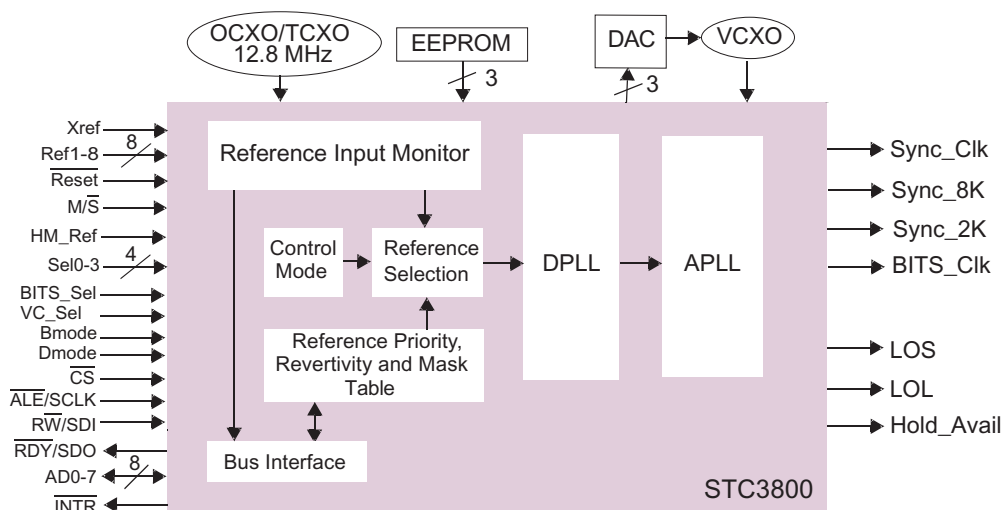 OCXO/TCXO
12.8 MHz
EEPROM
3
DAC
VCXO
3
Xref
Ref1-8
8
Reset
M/S
HM_Ref
Sel0-3
4
BITS_Sel
VC_Sel
Bmode
Dmode
CS
ALE/SCLK
RW/SDI
RDY/SDO
AD0-7
8
INTR
Reference Input Monitor
Control
Mode
Reference
Selection
DPLL
APLL
Reference Priority,
Revertivity and Mask
Table
Bus Interface
Sync_Clk
Sync_8K
Sync_2K
BITS_Clk
LOS
LOL
Hold_Avail
STC3800